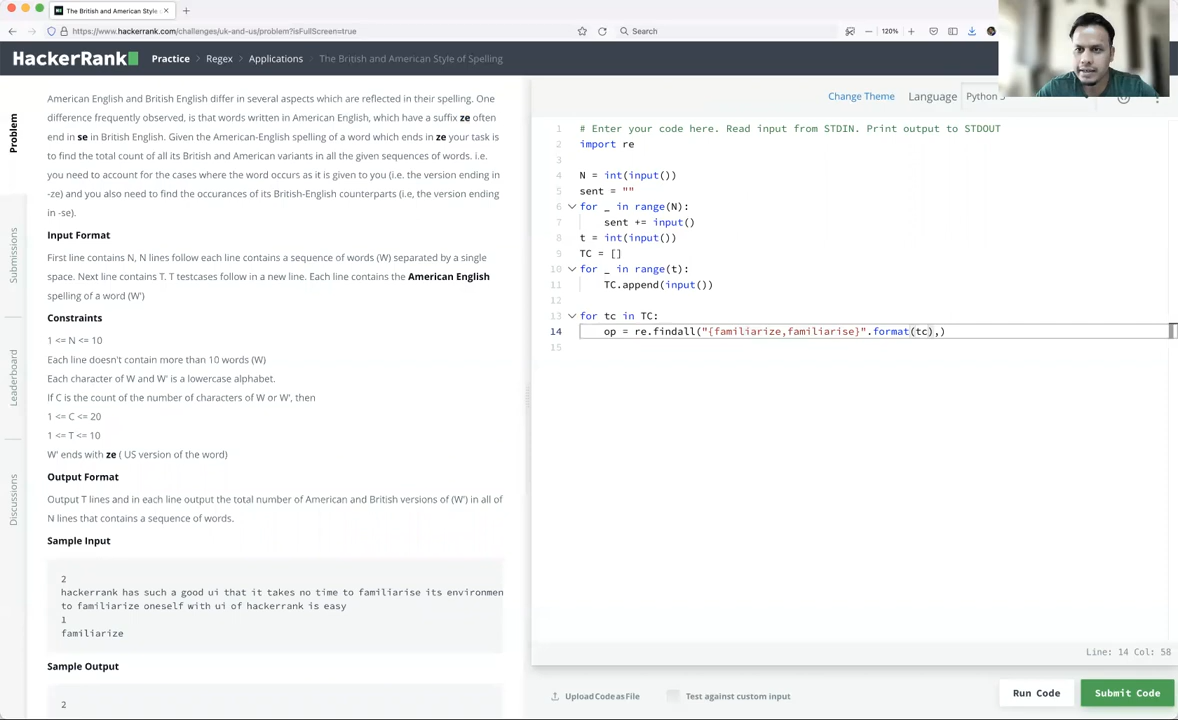 The British and American Style
https://www.hackerrank.com/challenges/uk-and-us/problem?isFullScreen=true
Search
120%
HackerRank
Practice
Regex
Applications
The British and American Style of Spelling
Problem
Submissions
Leaderboard
Discussions
American English and British English differ in several aspects which are reflected in their spelling. One
difference frequently observed, is that words written in American English, which have a suffix ze often
end in se in British English. Given the American-English spelling of a word which ends in ze your task is
to find the total count of all its British and American variants in all the given sequences of words. i.e.
you need to account for the cases where the word occurs as it is given to you (i.e. the version ending in
-ze) and you also need to find the occurances of its British-English counterparts (i.e, the version ending
in -se).
Input Format
First line contains N, N lines follow each line contains a sequence of words (W) separated by a single
space. Next line contains T. T testcases follow in a new line. Each line contains the American English
spelling of a word (W')
Constraints
1 <= N <= 10
Each line doesn't contain more than 10 words (W)
Each character of W and W' is a lowercase alphabet.
If C is the count of the number of characters of W or W', then
1 <= C <= 20
1 <= T <= 10
W' ends with ze ( US version of the word)
Output Format
Output T lines and in each line output the total number of American and British versions of (W') in all of
N lines that contains a sequence of words.
Sample Input
2
hackerrank has such a good ui that it takes no time to familiarise its environmen
to familiarize oneself with ui of hackerrank is easy
1
familiarize
Sample Output
2
Change Theme
Language
Python 3
1 # Enter your code here. Read input from STDIN. Print output to STDOUT
2 import re
3
4 N = int(input())
5 sent = ""
6 for _ in range(N):
7 sent += input()
8 t = int(input())
9 TC = []
10 for _ in range(t):
11 TC.append(input())
12
13 for tc in TC:
14 op = re.findall("{familiarize,familiarise}".format(tc),)
15
Line: 14 Col: 58
Upload Code as File
Test against custom input
Run Code
Submit Code